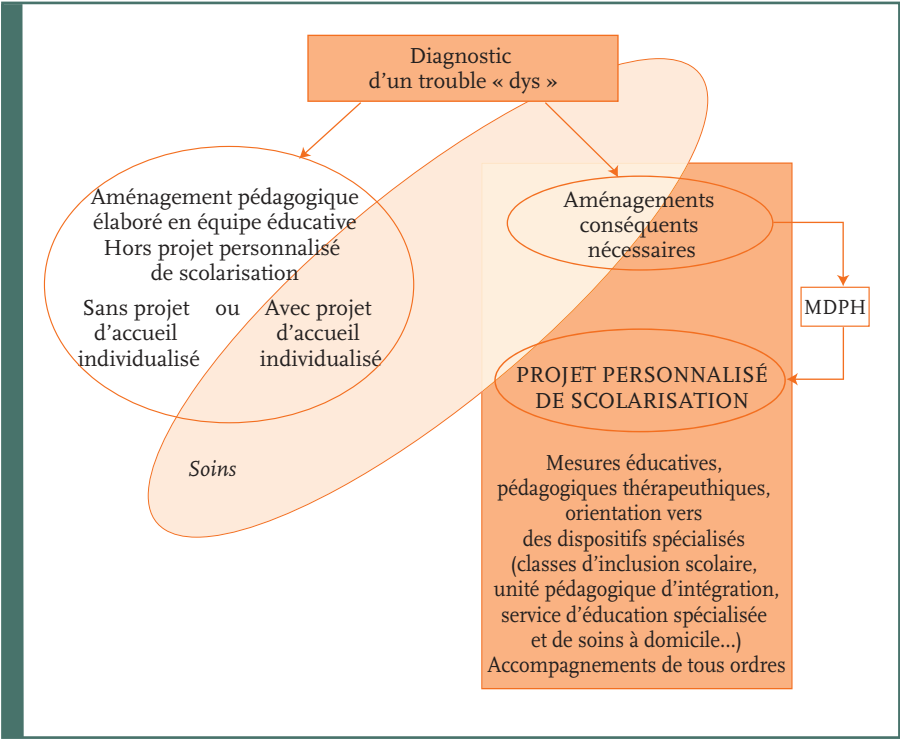 Diagnostic
d'un trouble « dys »
Aménagement pédagogique
élaboré en équipe éducative
Hors projet personnalisé
de scolarisation
Sans projet
d'accueil
individualisé
ou
Avec projet
d'accueil
individualisé
Soins
Aménagements
conséquents
nécessaires
MDPH
PROJET PERSONNALISÉ
DE SCOLARISATION
Mesures éducatives,
pédagogiques thérapeuthiques,
orientation vers
des dispositifs spécialisés
(classes d'inclusion scolaire,
unité pédagogique d'intégration,
service d'éducation spécialisée
et de soins à domicile...)
Accompagnements de tous ordres